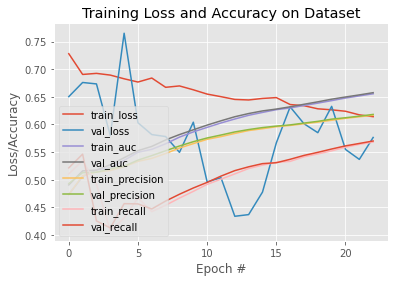 Training Loss and Accuracy on Dataset
Loss/Accuracy
0.75
0.70
0.65
0.60
0.55
0.50
0.45
0.40
train_loss
val_loss
train_auc
val_auc
train_precision
val_precision
train_recall
val_recall
0 5 10 15 20
Epoch #